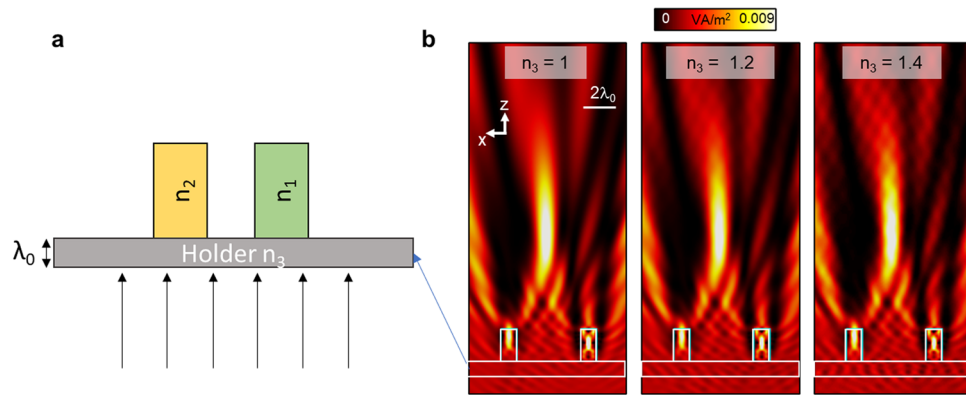 a
n2
n1
λ0
Holder n3
b
0 VA/m² 0.009
n3 = 1
n3 = 1.2
n3 = 1.4
2λ0
z
x